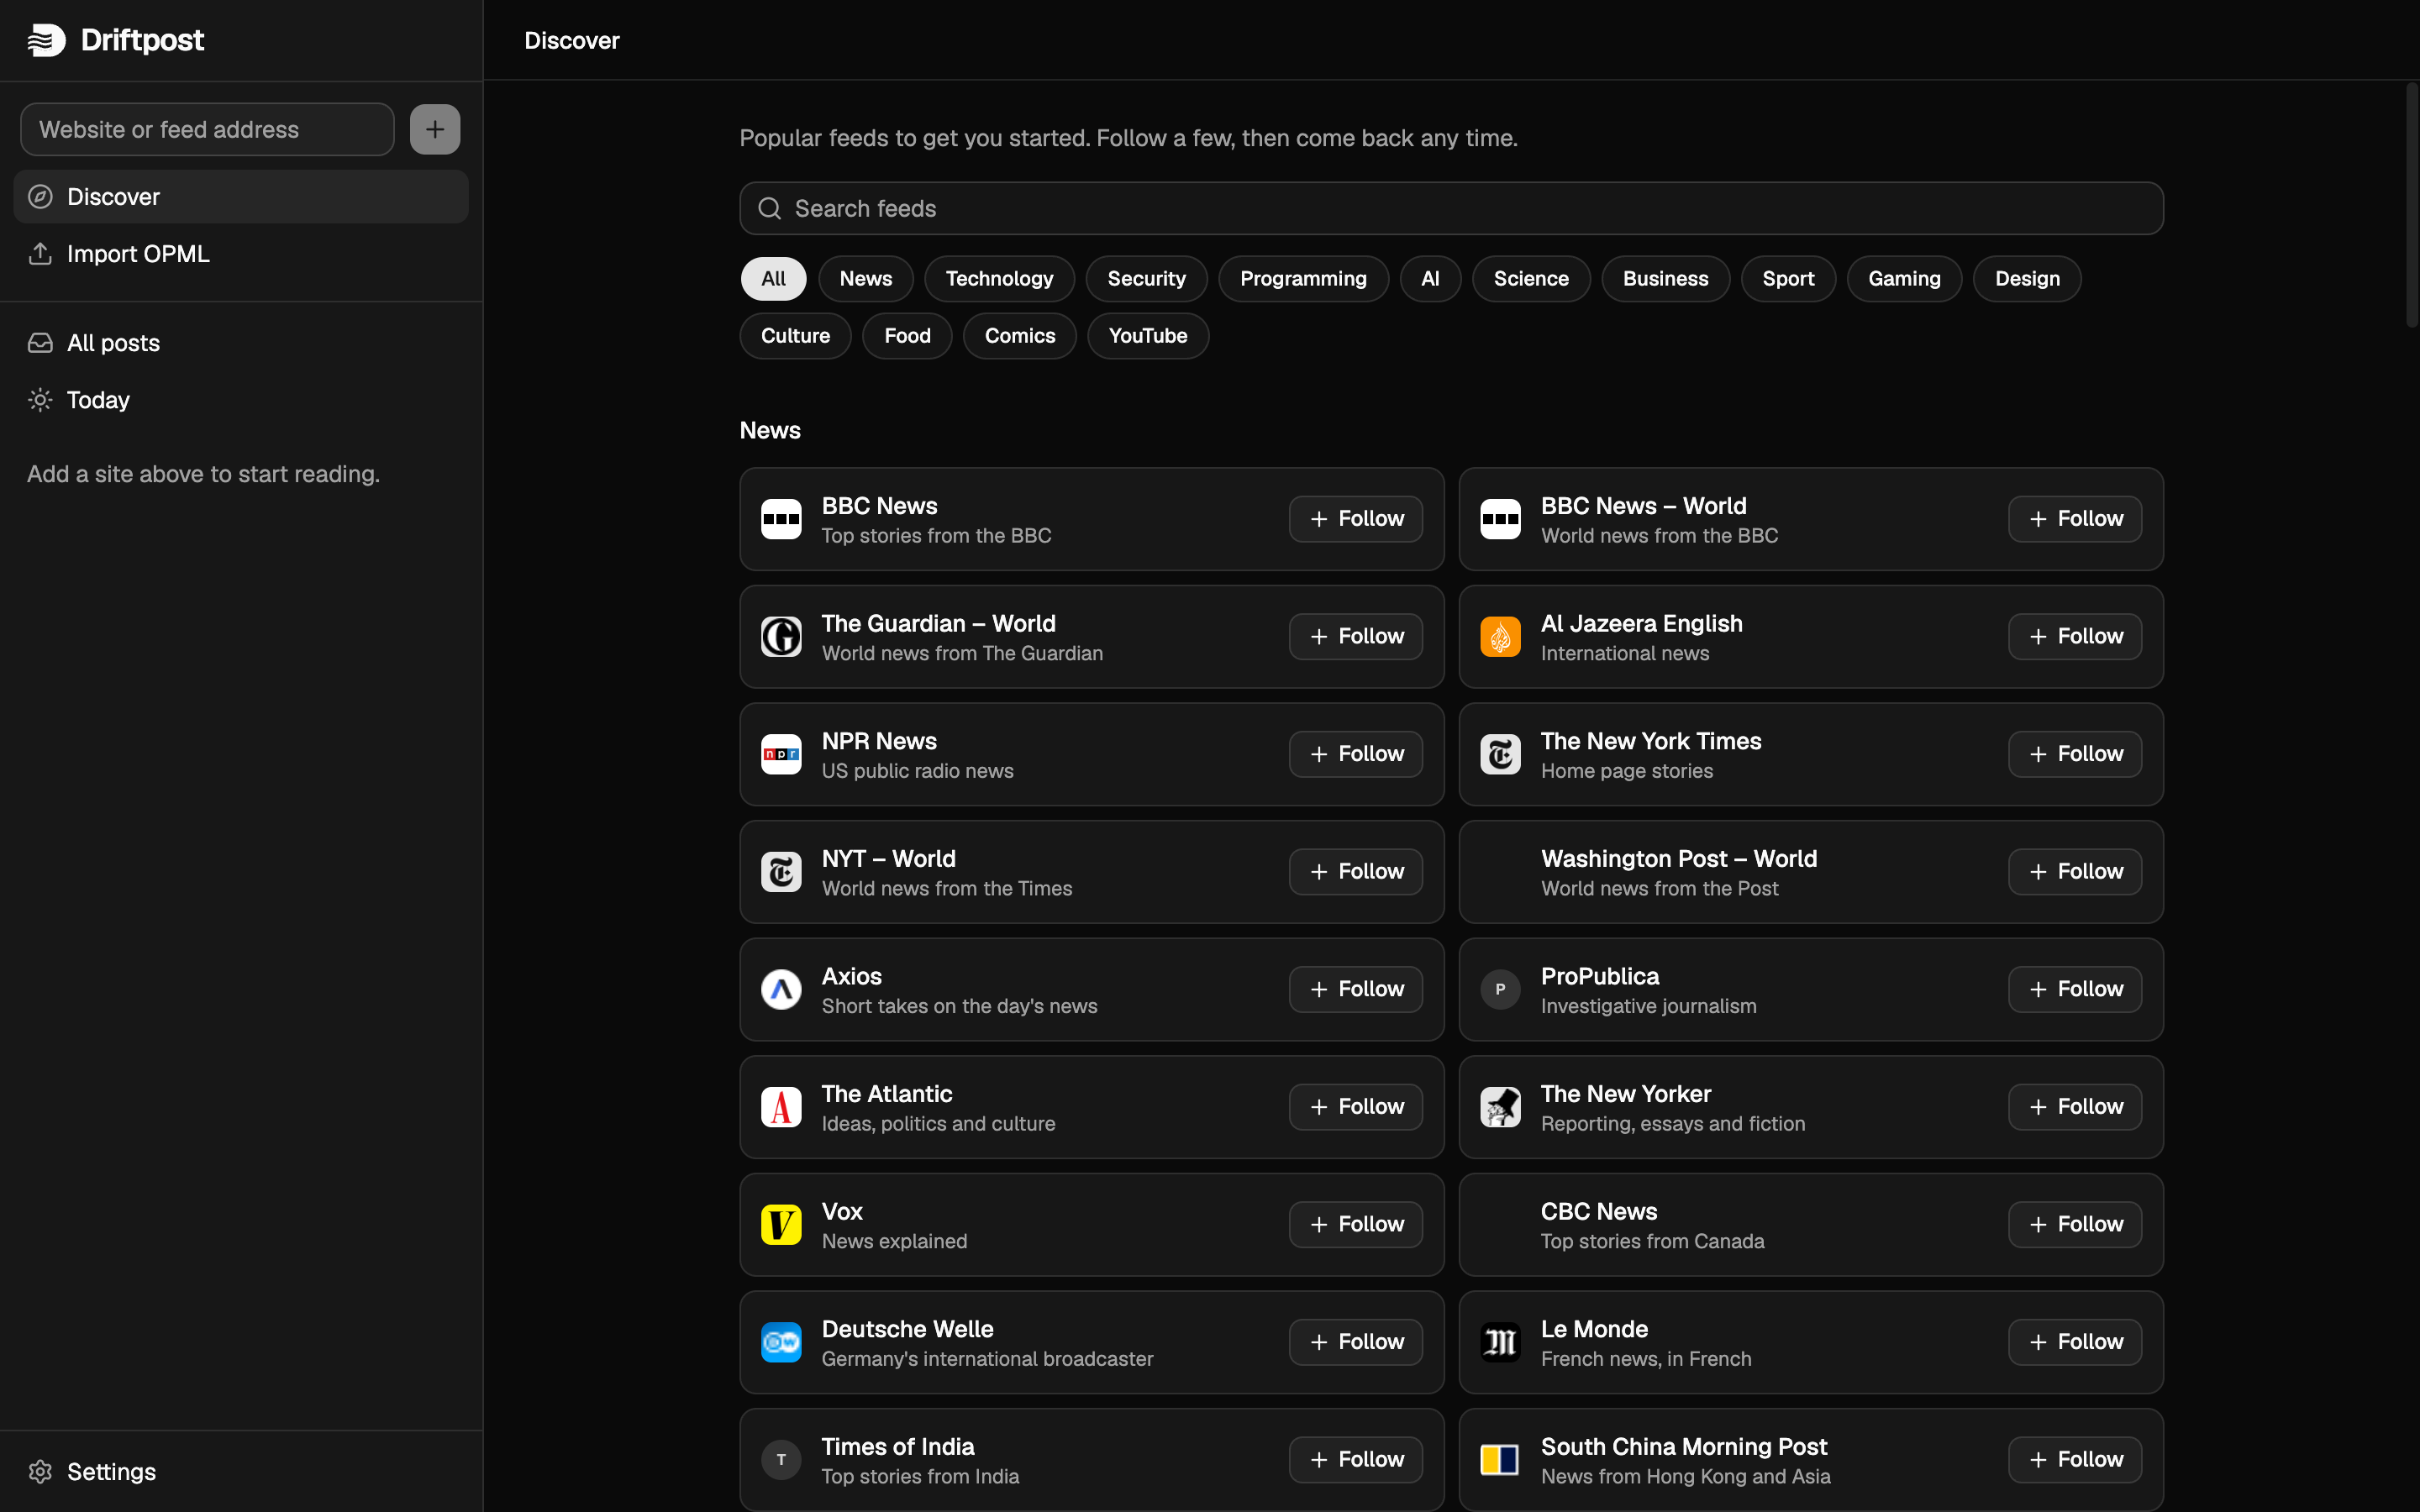 Driftpost
Website or feed address
Discover
Import OPML
All posts
Today
Add a site above to start reading.
Settings
Discover
Popular feeds to get you started. Follow a few, then come back any time.
Search feeds
All News Technology Security Programming AI Science Business Sport Gaming Design
Culture Food Comics YouTube
News
BBC News
Top stories from the BBC
Follow
BBC News – World
World news from the BBC
Follow
The Guardian – World
World news from The Guardian
Follow
Al Jazeera English
International news
Follow
npr
NPR News
US public radio news
Follow
The New York Times
Home page stories
Follow
NYT – World
World news from the Times
Follow
Washington Post – World
World news from the Post
Follow
Axios
Short takes on the day's news
Follow
P
ProPublica
Investigative journalism
Follow
A
The Atlantic
Ideas, politics and culture
Follow
The New Yorker
Reporting, essays and fiction
Follow
V
Vox
News explained
Follow
CBC News
Top stories from Canada
Follow
DW
Deutsche Welle
Germany's international broadcaster
Follow
M
Le Monde
French news, in French
Follow
T
Times of India
Top stories from India
Follow
South China Morning Post
News from Hong Kong and Asia
Follow